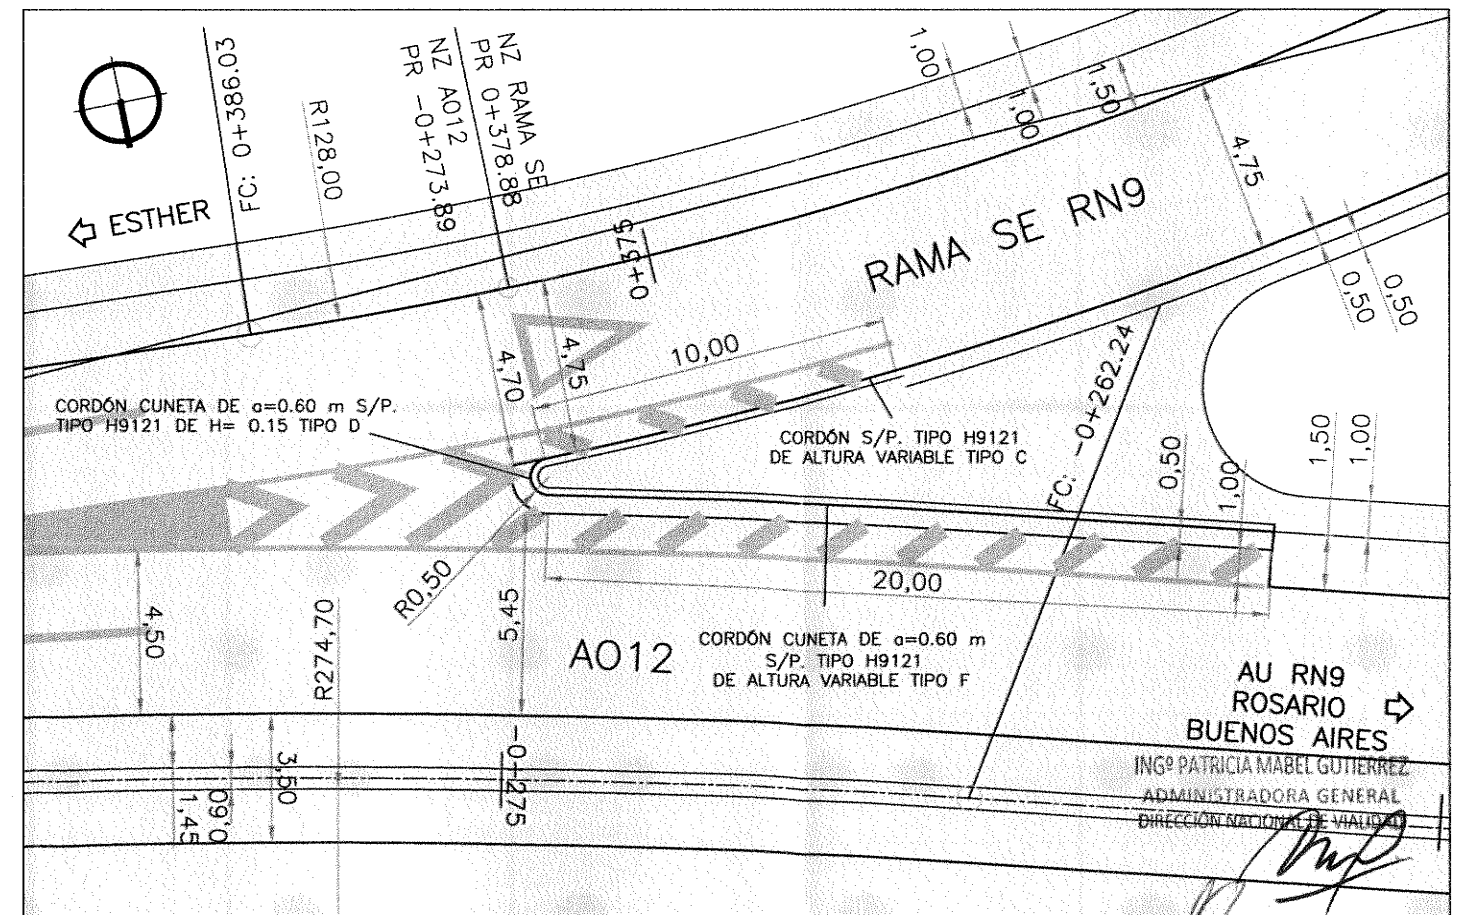 FC: 0+386.03
R128,00
NZ RAMA SE
PR 0+378.88
NZ AO12
PR -0+273.89
1,00
1,00
1,50
4,75
ESTHER
0+375
RAMA SE RN9
0,50
0,50
4,70
4,75
10,00
CORDÓN CUNETA DE a=0.60 m S/P.
TIPO H9121 DE H= 0.15 TIPO D
CORDÓN S/P. TIPO H9121
DE ALTURA VARIABLE TIPO C
FC: -0+262.24
0,50
1,00
1,50
1,00
R0,50
20,00
4,50
R274,70
5,45
AO12
CORDÓN CUNETA DE a=0.60 m
S/P. TIPO H9121
DE ALTURA VARIABLE TIPO F
AU RN9
ROSARIO
BUENOS AIRES
-0-275
3,50
0,60
1,45
INGº PATRICIA MABEL GUTIERREZ
ADMINISTRADORA GENERAL
DIRECCIÓN NACIONAL DE VIALIDAD